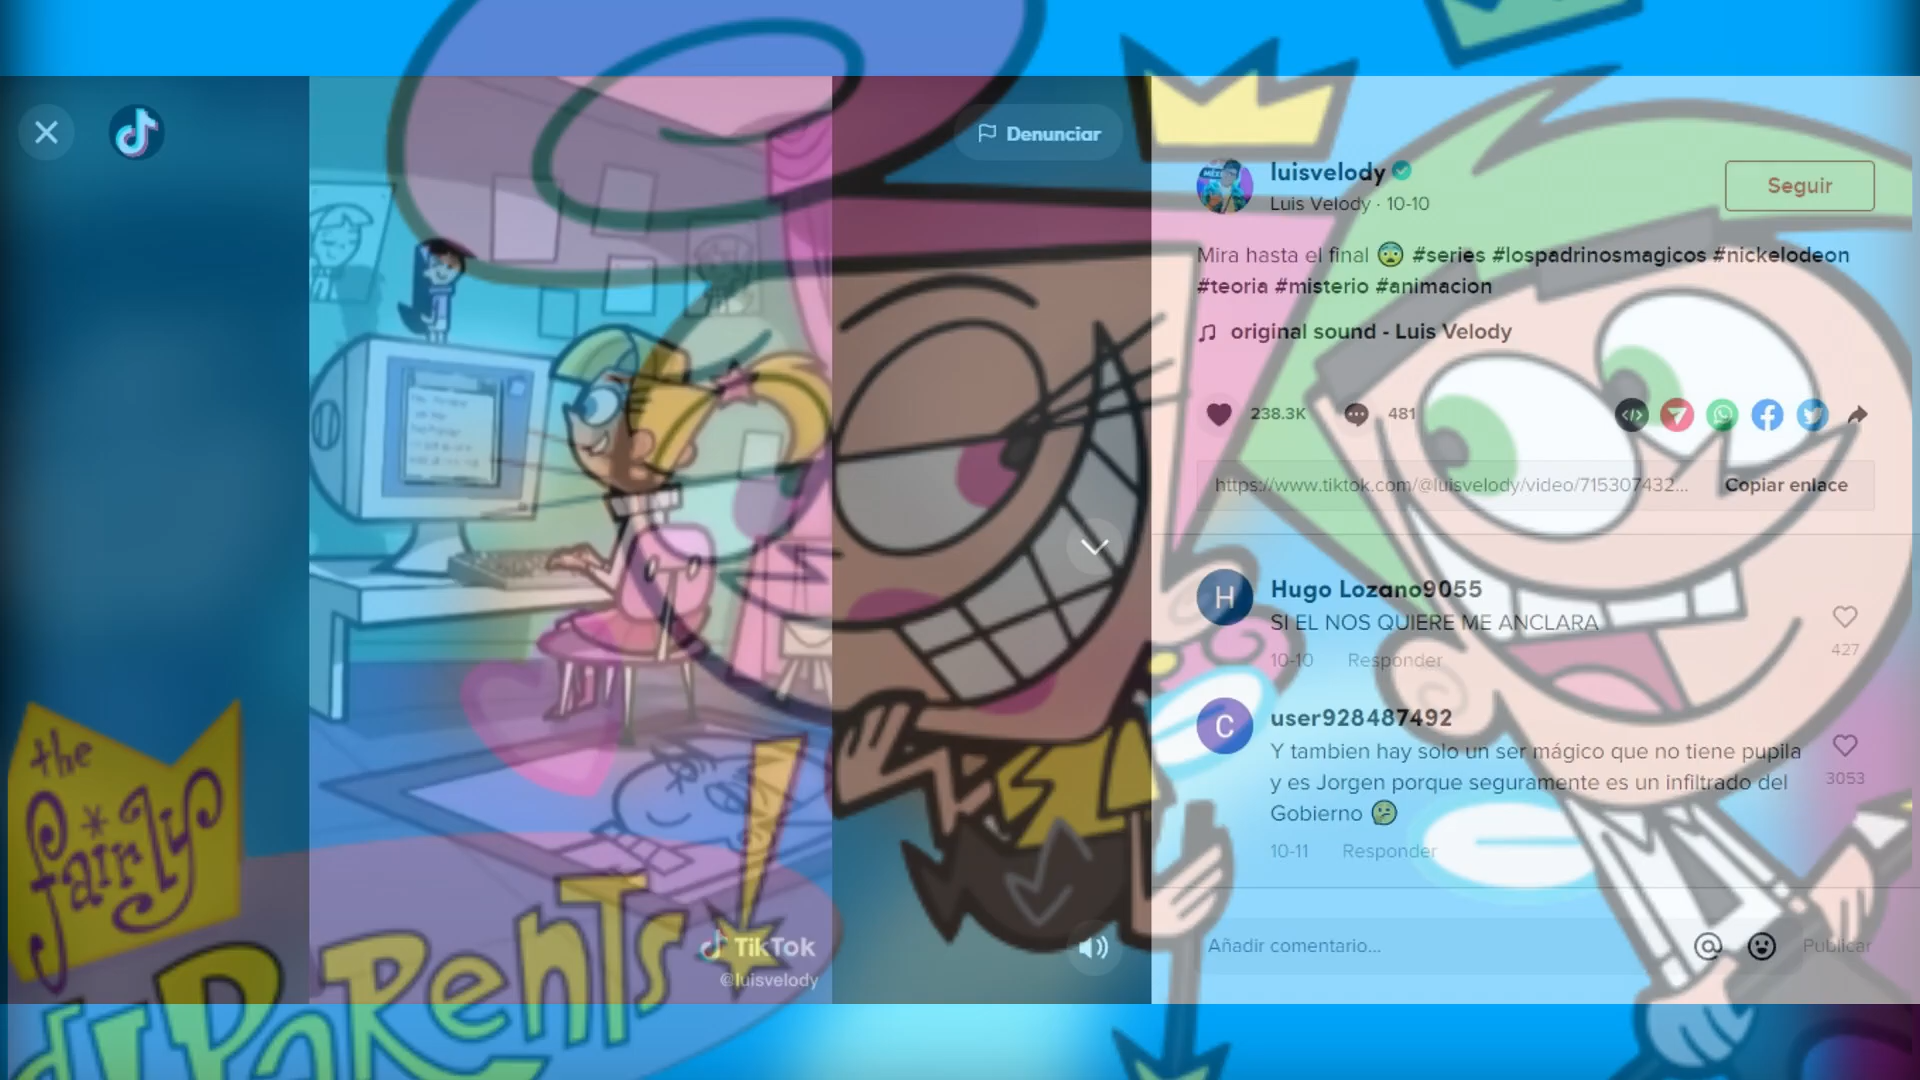 Denunciar
luisvelody
Luis Velody · 10-10
Seguir
Mira hasta el final 😨 #series #lospadrinosmagicos #nickelodeon
#teoria #misterio #animacion
original sound - Luis Velody
238.3K
481
https://www.tiktok.com/@luisvelody/video/715307432...
Copiar enlace
H
Hugo Lozano9055
SI EL NOS QUIERE ME ANCLARA
10-10
Responder
427
C
user928487492
Y tambien hay solo un ser mágico que no tiene pupila
y es Jorgen porque seguramente es un infiltrado del
Gobierno 🤔
3053
10-11
Responder
Añadir comentario...
Publicar
the
fairly
PARENTS!
TikTok
@luisvelody